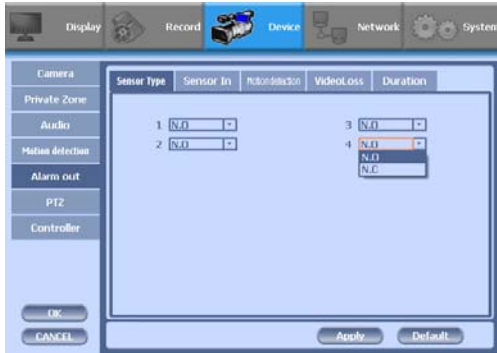 Display Record Device Network System
Camera
Private Zone
Audio
Motion detection
Alarm out
PTZ
Controller
OK
CANCEL
Sensor Type Sensor In Motiondetection VideoLoss Duration
1 N.O 3 N.O
2 N.O 4 N.O
N.O
N.C
Apply Default